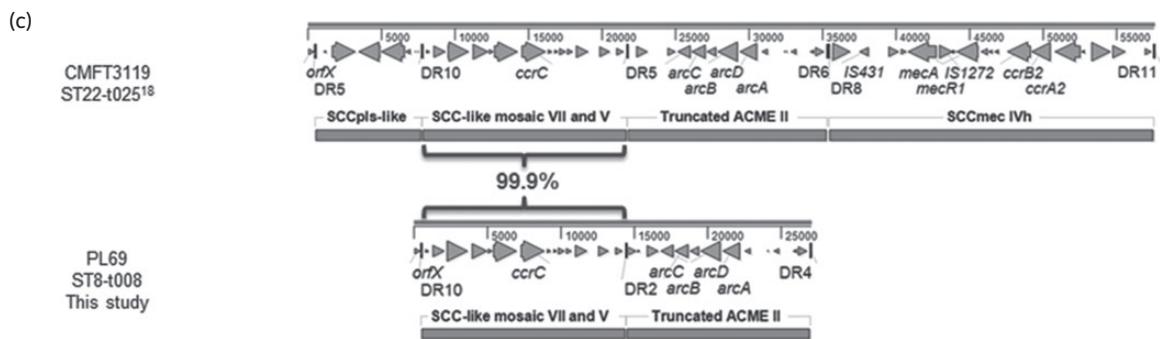 (c)
5000 10000 15000 20000 25000 30000 35000 40000 45000 50000 55000
CMFT3119
ST22-t025¹⁸
orfX DR10 ccrC DR5 arcC arcD DR6 IS431 mecA IS1272 ccrB2 DR11
DR5 arcB arcA DR8 mecR1 ccrA2
SCCpls-like SCC-like mosaic VII and V Truncated ACME II SCCmec IVh
99.9%
5000 10000 15000 20000 25000
PL69
ST8-t008
This study
orfX ccrC arcC arcD DR4
DR10 DR2 arcB arcA
SCC-like mosaic VII and V Truncated ACME II